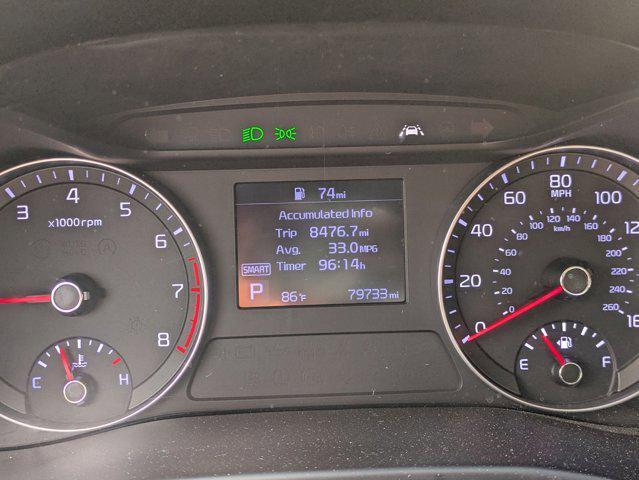 74mi
Accumulated Info
Trip 8476.7mi
Avg. 33.0MPG
SMART Timer 96:14h
P 86°F 79733mi
3 4 5 6 7 8
x1000rpm
C H
0 20 40 60 80 100
MPH
0 20 40 60 80 100 120 140 160 180 200 220 240 260
km/h
E F